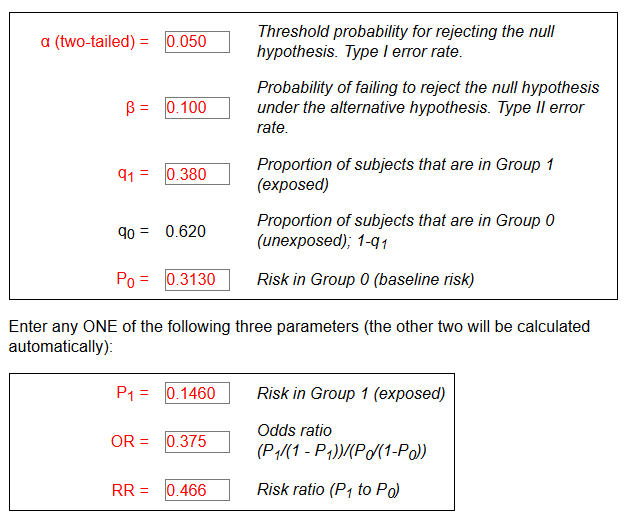 α (two-tailed) = 0.050 Threshold probability for rejecting the null
hypothesis. Type I error rate.
β = 0.100 Probability of failing to reject the null hypothesis
under the alternative hypothesis. Type II error
rate.
q1 = 0.380 Proportion of subjects that are in Group 1
(exposed)
q0 = 0.620 Proportion of subjects that are in Group 0
(unexposed); 1-q1
P0 = 0.3130 Risk in Group 0 (baseline risk)
Enter any ONE of the following three parameters (the other two will be calculated
automatically):
P1 = 0.1460 Risk in Group 1 (exposed)
OR = 0.375 Odds ratio
(P1/(1 - P1))/(P0/(1-P0))
RR = 0.466 Risk ratio (P1 to P0)